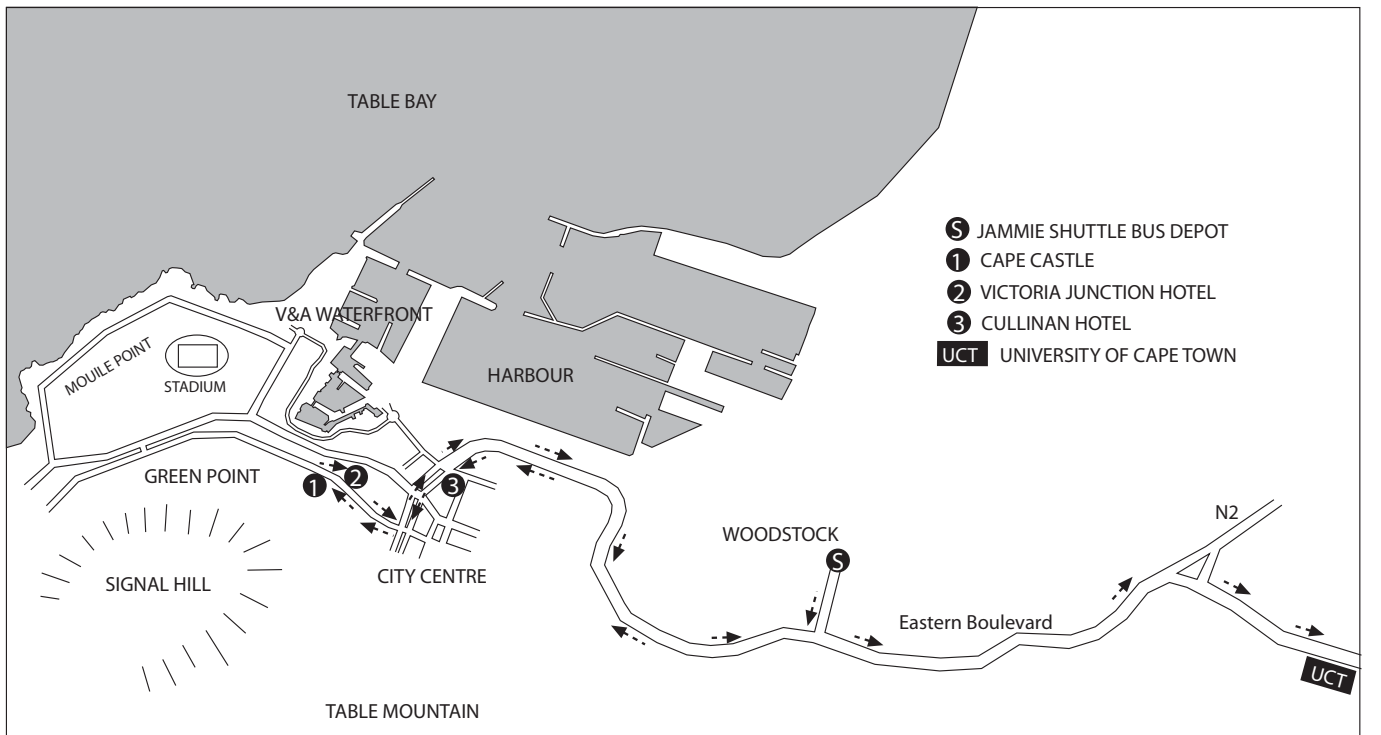 TABLE BAY
S JAMMIE SHUTTLE BUS DEPOT
1 CAPE CASTLE
2 VICTORIA JUNCTION HOTEL
3 CULLINAN HOTEL
UCT UNIVERSITY OF CAPE TOWN
V&A WATERFRONT
MOUILE POINT
STADIUM
HARBOUR
GREEN POINT
1
2
3
SIGNAL HILL
CITY CENTRE
WOODSTOCK
S
N2
Eastern Boulevard
UCT
TABLE MOUNTAIN